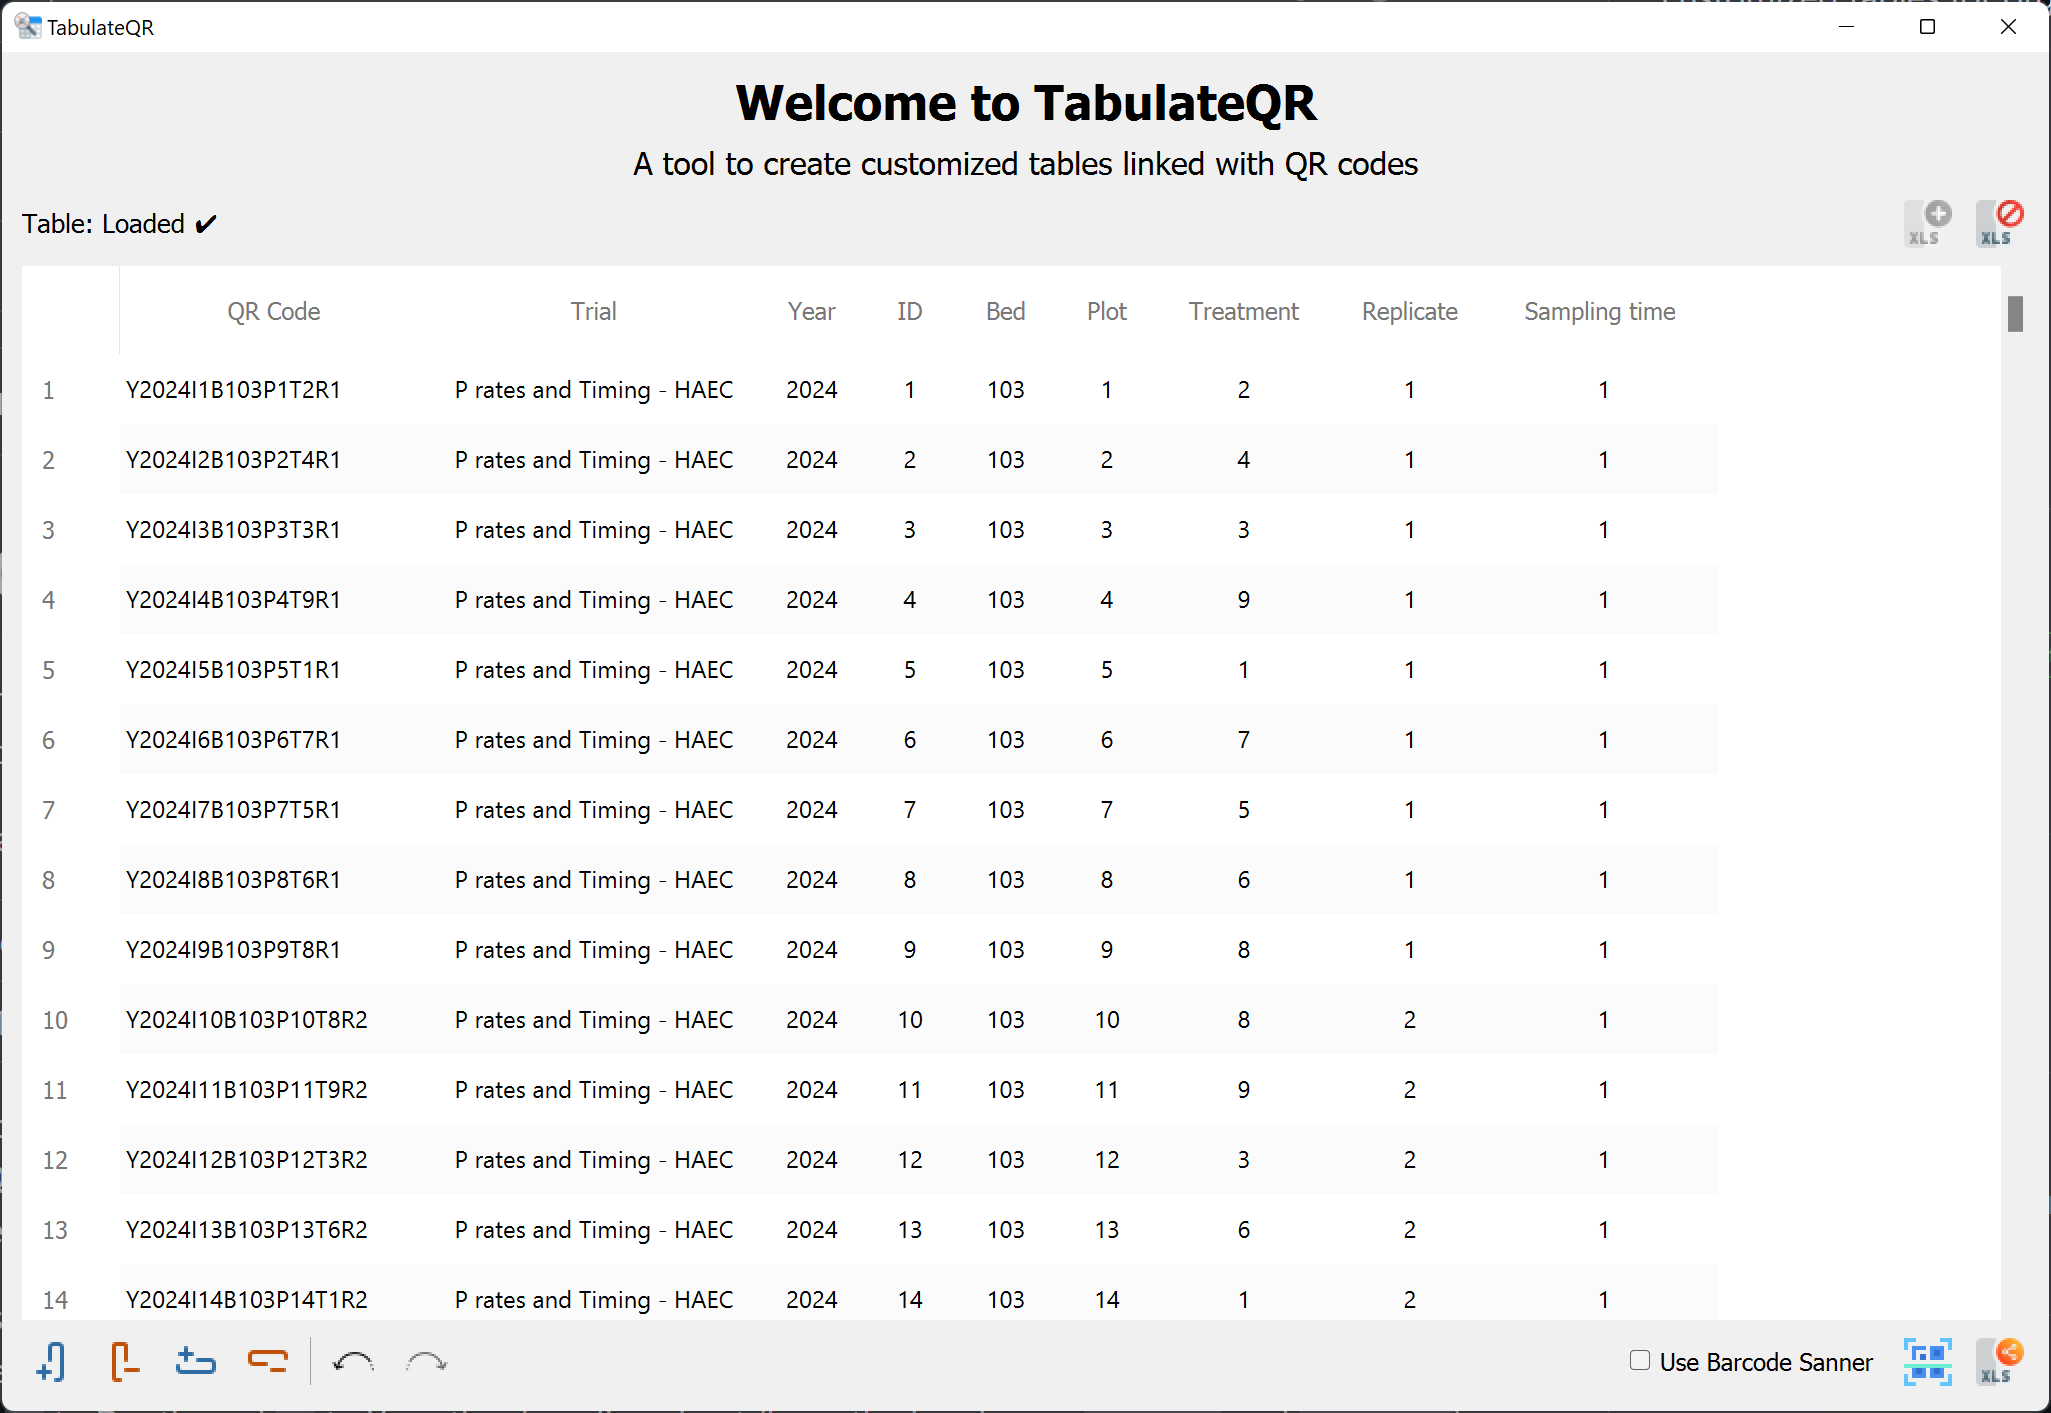 TabulateQR
Welcome to TabulateQR
A tool to create customized tables linked with QR codes
Table: Loaded ✔
XLS XLS
QR Code Trial Year ID Bed Plot Treatment Replicate Sampling time
1 Y2024I1B103P1T2R1 P rates and Timing - HAEC 2024 1 103 1 2 1 1
2 Y2024I2B103P2T4R1 P rates and Timing - HAEC 2024 2 103 2 4 1 1
3 Y2024I3B103P3T3R1 P rates and Timing - HAEC 2024 3 103 3 3 1 1
4 Y2024I4B103P4T9R1 P rates and Timing - HAEC 2024 4 103 4 9 1 1
5 Y2024I5B103P5T1R1 P rates and Timing - HAEC 2024 5 103 5 1 1 1
6 Y2024I6B103P6T7R1 P rates and Timing - HAEC 2024 6 103 6 7 1 1
7 Y2024I7B103P7T5R1 P rates and Timing - HAEC 2024 7 103 7 5 1 1
8 Y2024I8B103P8T6R1 P rates and Timing - HAEC 2024 8 103 8 6 1 1
9 Y2024I9B103P9T8R1 P rates and Timing - HAEC 2024 9 103 9 8 1 1
10 Y2024I10B103P10T8R2 P rates and Timing - HAEC 2024 10 103 10 8 2 1
11 Y2024I11B103P11T9R2 P rates and Timing - HAEC 2024 11 103 11 9 2 1
12 Y2024I12B103P12T3R2 P rates and Timing - HAEC 2024 12 103 12 3 2 1
13 Y2024I13B103P13T6R2 P rates and Timing - HAEC 2024 13 103 13 6 2 1
14 Y2024I14B103P14T1R2 P rates and Timing - HAEC 2024 14 103 14 1 2 1
Use Barcode Sanner
XLS